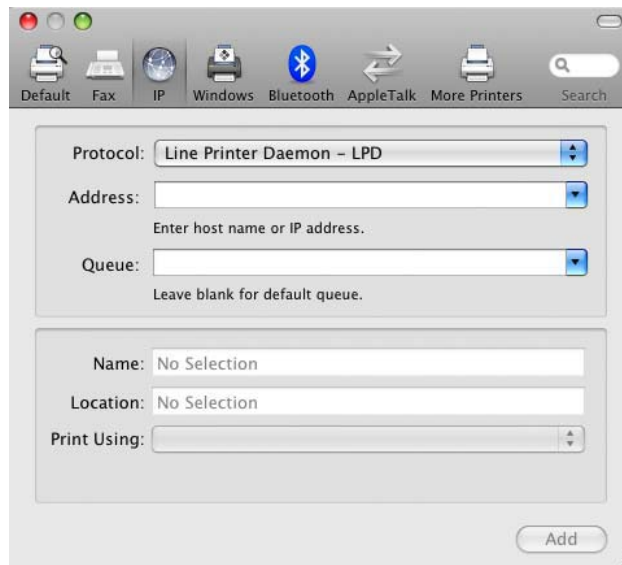 Default Fax IP Windows Bluetooth AppleTalk More Printers Search
Protocol: Line Printer Daemon – LPD
Address:
Enter host name or IP address.
Queue:
Leave blank for default queue.
Name: No Selection
Location: No Selection
Print Using:
Add